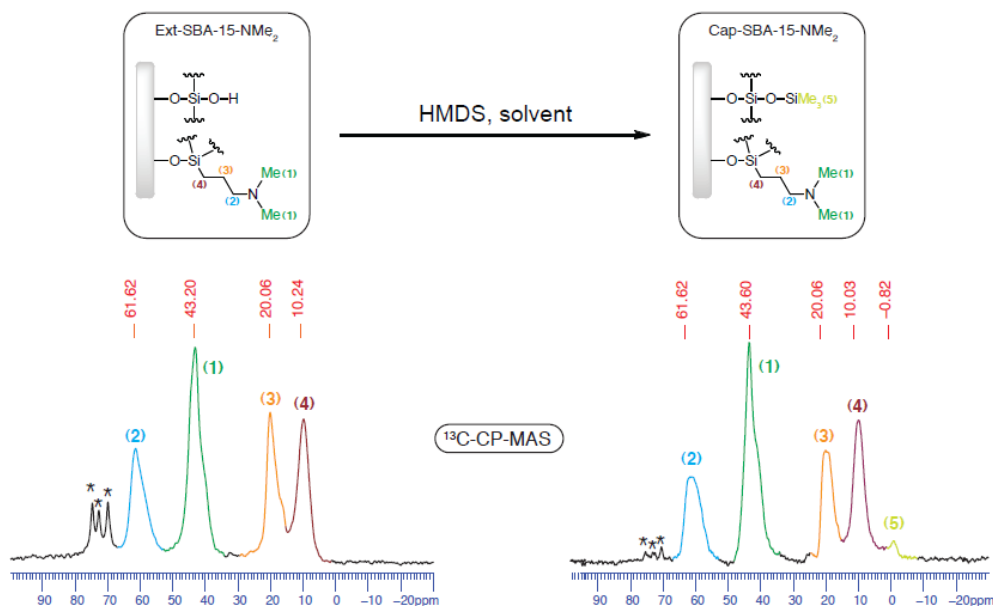 Ext-SBA-15-NMe₂
O-Si-O-H
O-Si
(3)
(4)
(2)
N
Me(1)
Me(1)
HMDS, solvent
Cap-SBA-15-NMe₂
O-Si-O-SiMe₃(5)
O-Si
(3)
(4)
(2)
N
Me(1)
Me(1)
61.62
43.20
20.06
10.24
(1)
(2)
(3)
(4)
* * *
¹³C-CP-MAS
61.62
43.60
20.06
10.03
−0.82
(1)
(2)
(3)
(4)
(5)
* * *
90 80 70 60 50 40 30 20 10 0 −10 −20ppm
90 80 70 60 50 40 30 20 10 0 −10 −20ppm